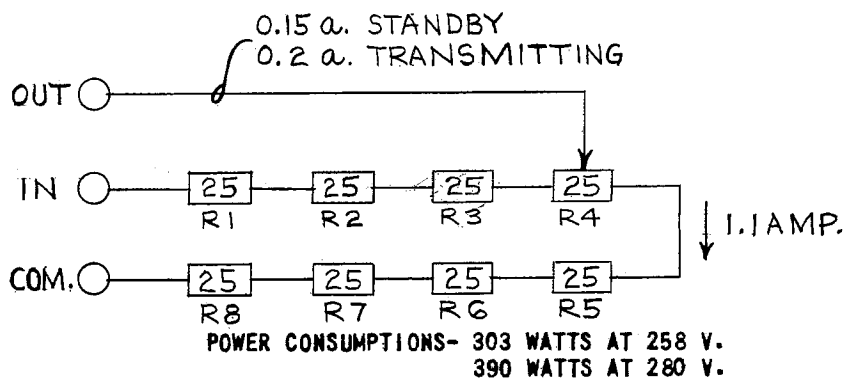 0.15 a. STANDBY
0.2 a. TRANSMITTING
OUT
IN 25 25 25 25
R1 R2 R3 R4
1.1 AMP.
COM. 25 25 25 25
R8 R7 R6 R5
POWER CONSUMPTIONS- 303 WATTS AT 258 V.
390 WATTS AT 280 V.